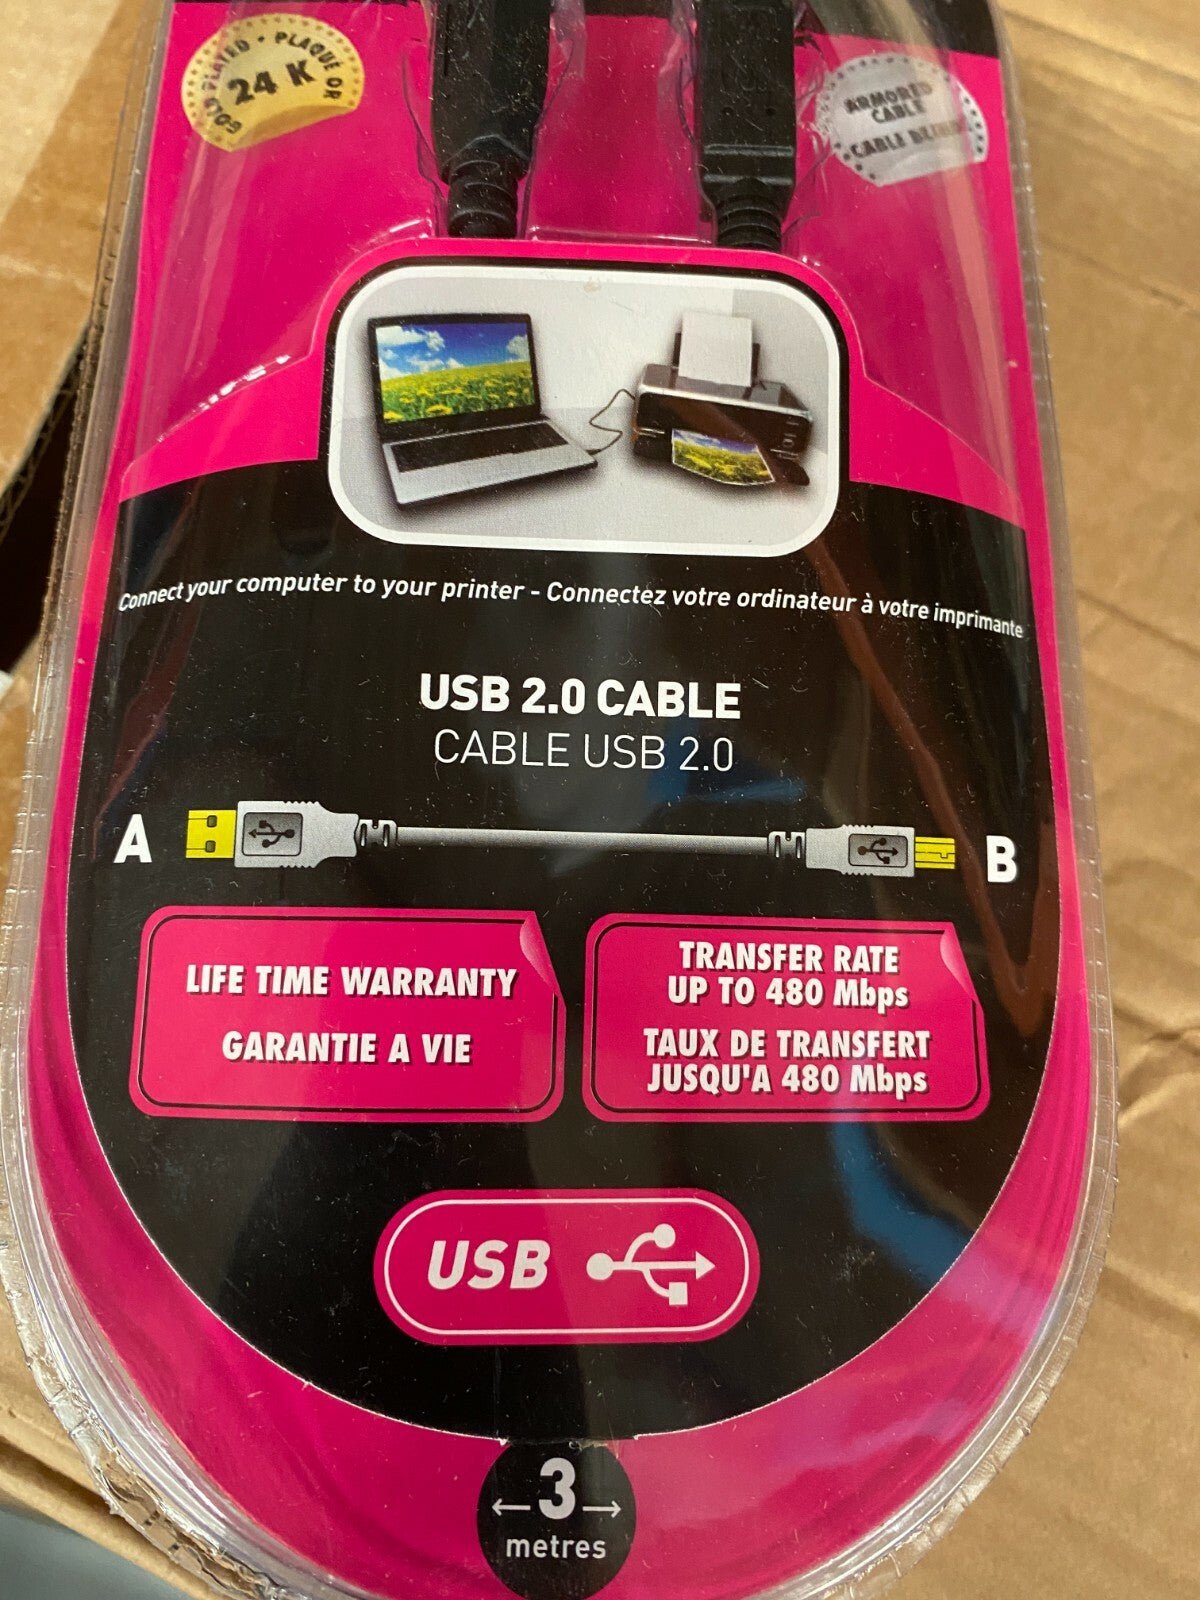 GOLD PLATED • PLAQUÉ OR
24 K
ARMORED
CABLE
CABLE
Connect your computer to your printer - Connectez votre ordinateur à votre imprimante
USB 2.0 CABLE
CABLE USB 2.0
A
B
LIFE TIME WARRANTY
GARANTIE A VIE
TRANSFER RATE
UP TO 480 Mbps
TAUX DE TRANSFERT
JUSQU'A 480 Mbps
USB
3
metres